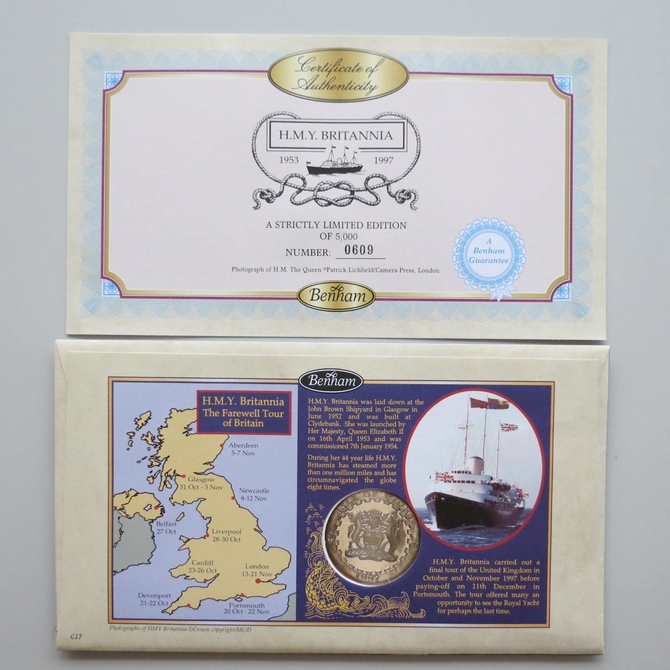 Certificate of
Authenticity
H.M.Y. BRITANNIA
1953 1997
A STRICTLY LIMITED EDITION
OF 5,000
NUMBER: 0609
Photograph of H.M. The Queen ©Patrick Lichfield/Camera Press, London
A
Benham
Guarantee
Benham
Benham
H.M.Y. Britannia
The Farewell Tour
of Britain
Aberdeen
5-7 Nov
Glasgow
31 Oct - 3 Nov
Newcastle
8-12 Nov
Belfast
27 Oct
Liverpool
28-30 Oct
Cardiff
23-26 Oct
London
13-21 Nov
Devonport
21-22 Oct
Portsmouth
20 Oct - 22 Nov
H.M.Y. Britannia was laid down at the
John Brown Shipyard in Glasgow in
June 1952 and was built at
Clydebank. She was launched by
Her Majesty, Queen Elizabeth II
on 16th April 1953 and was
commissioned 7th January 1954.
During her 44 year life H.M.Y.
Britannia has steamed more
than one million miles and has
circumnavigated the globe
eight times.
H.M.Y. Britannia carried out a
final tour of the United Kingdom in
October and November 1997 before
paying-off on 11th December in
Portsmouth. The tour offered many an
opportunity to see the Royal Yacht
for perhaps the last time.
Photographs of HMY Britannia ©Crown copyright/MOD
C17